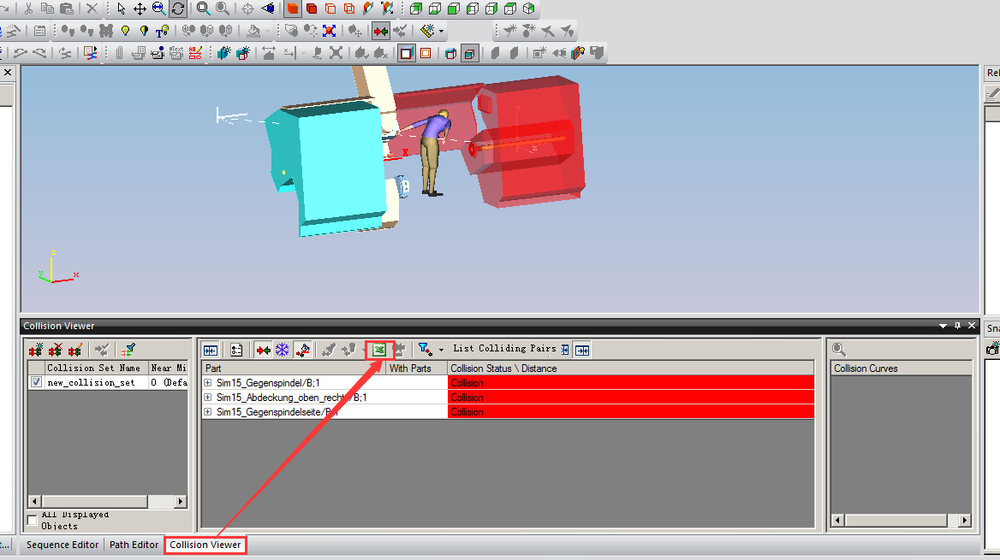 Rel
z
y
x
X
Collision Viewer
Sna
List Colliding Pairs
Collision Set Name
Near Mi
new_collision_set
0 (Defa
Part
With Parts
Collision Status \ Distance
Sim15_Gegenspindel/B;1
Collision
Sim15_Abdeckung_oben_recht /B;1
Collision
Sim15_Gegenspindelseite/B;1
Collision
Collision Curves
All Displayed
Objects
t...
Sequence Editor
Path Editor
Collision Viewer